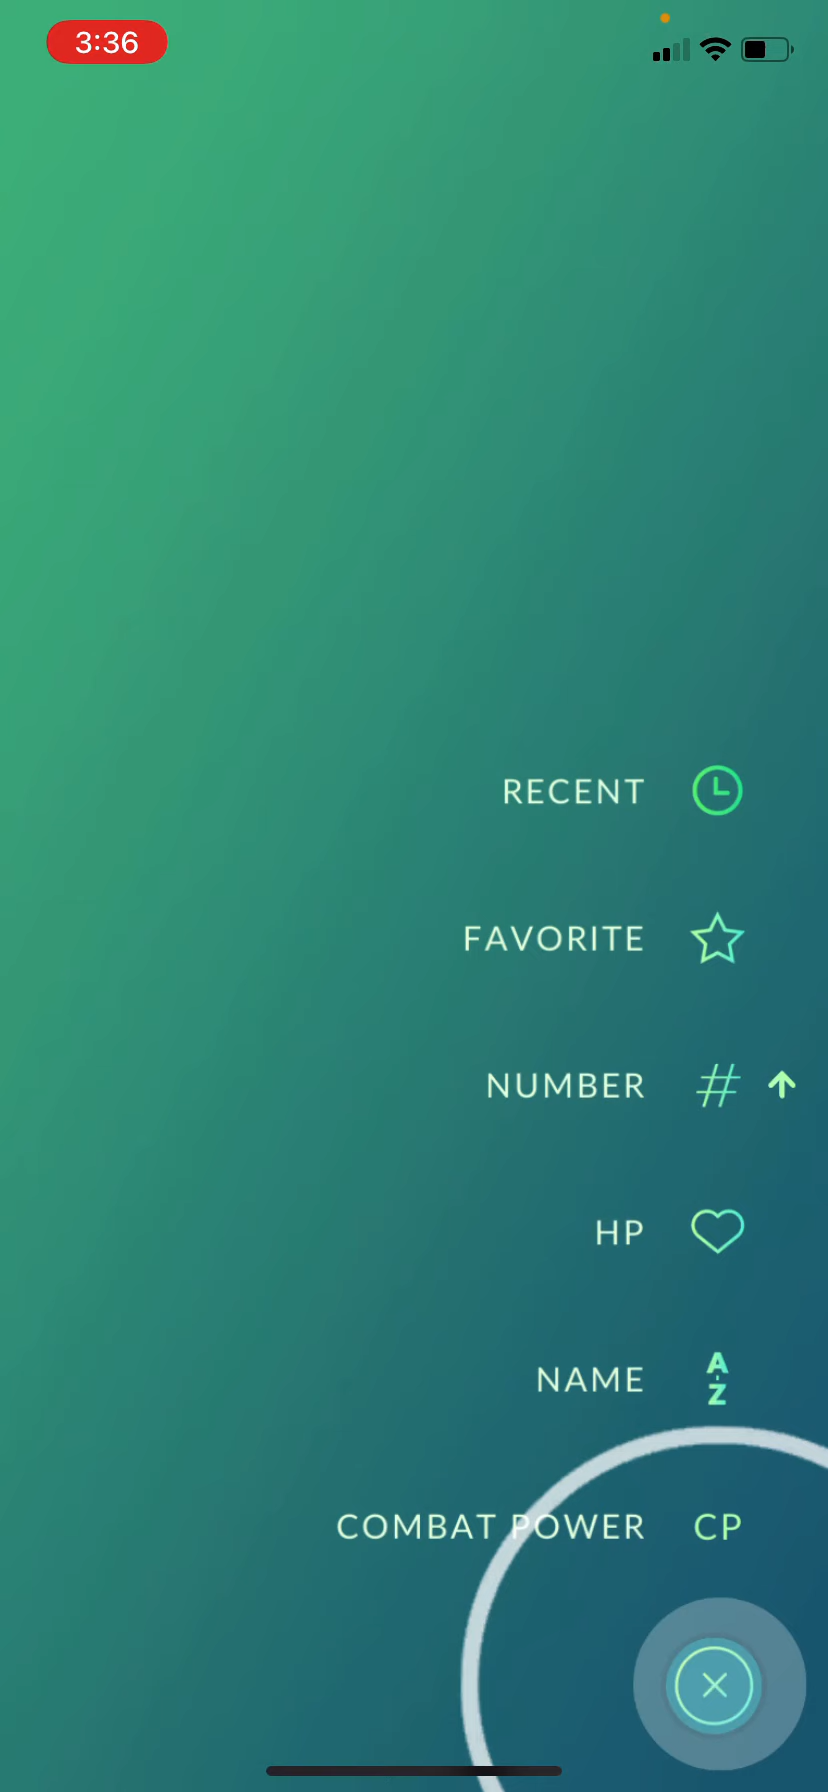 3:36
RECENT
FAVORITE
NUMBER #
HP
NAME A-Z
COMBAT POWER CP